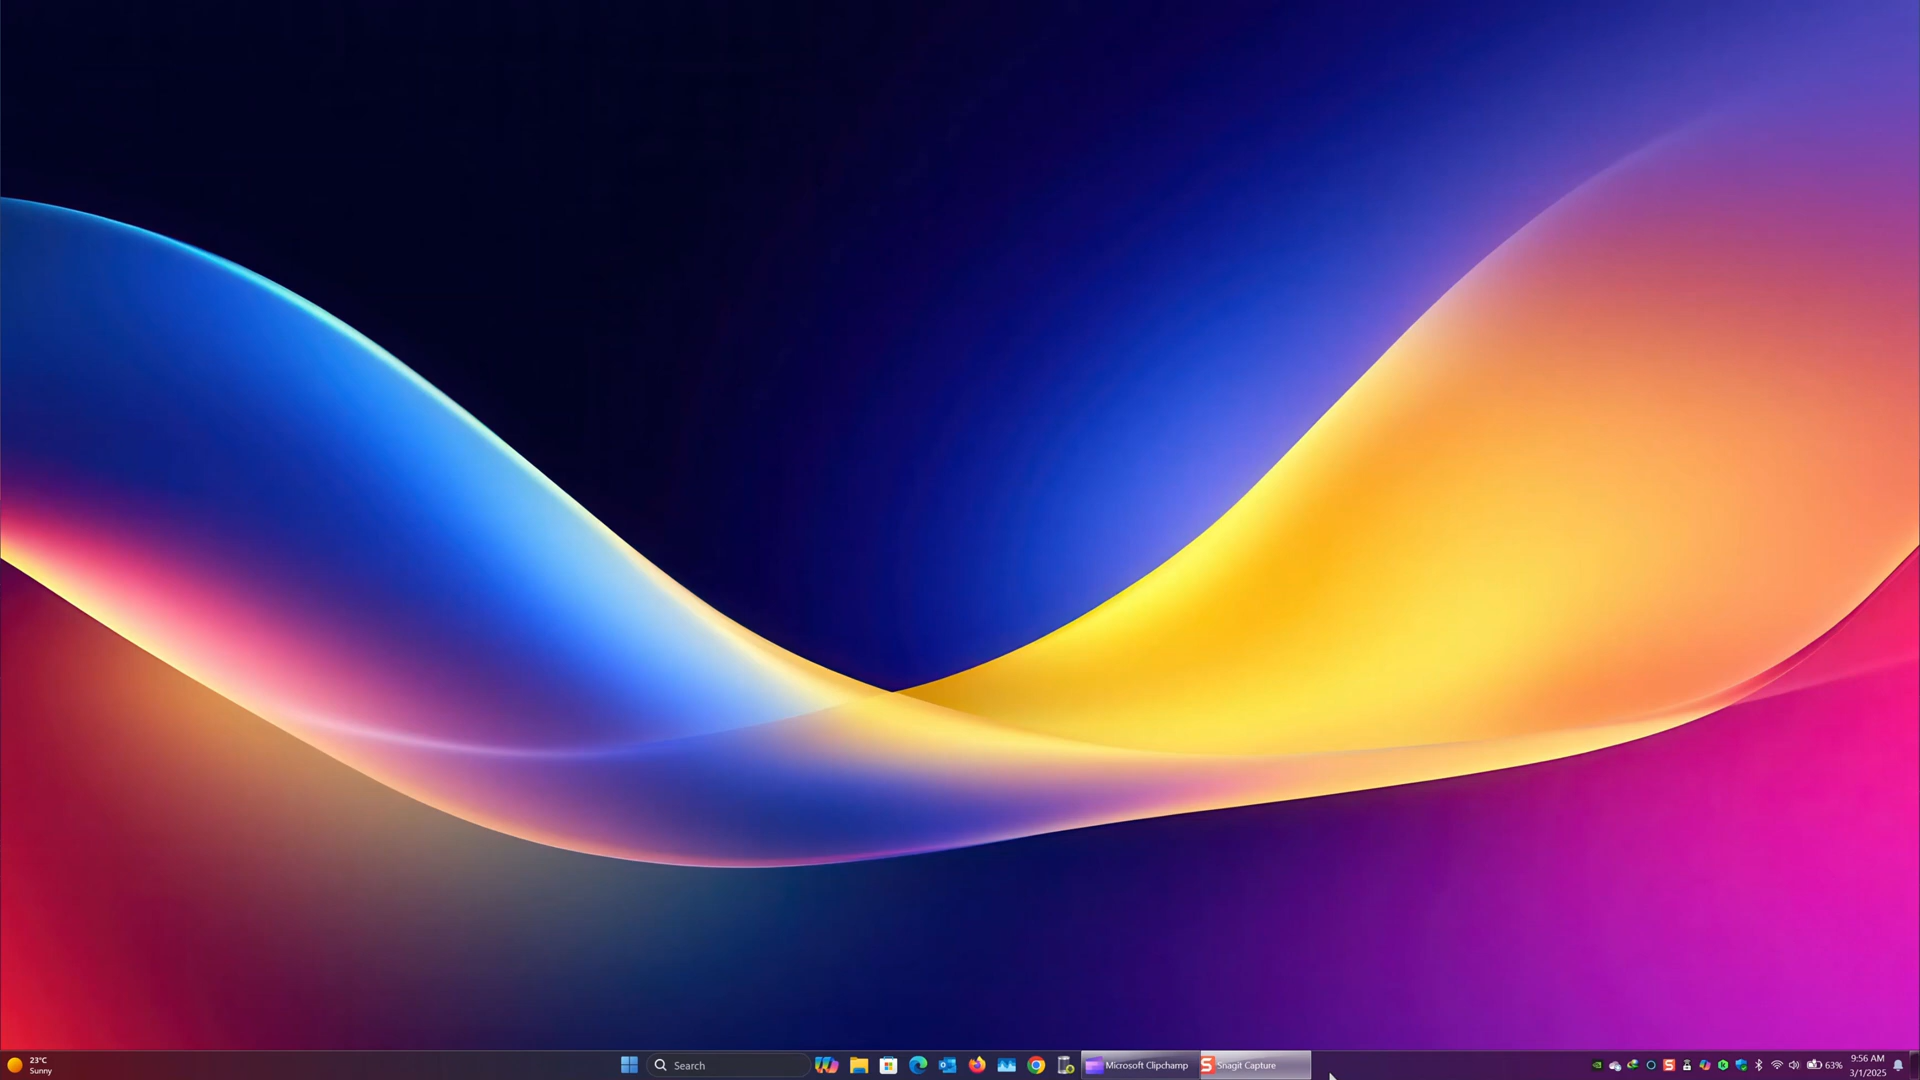 23°C
Sunny
Search
Microsoft Clipchamp
Snagit Capture
63%
9:56 AM
3/1/2025